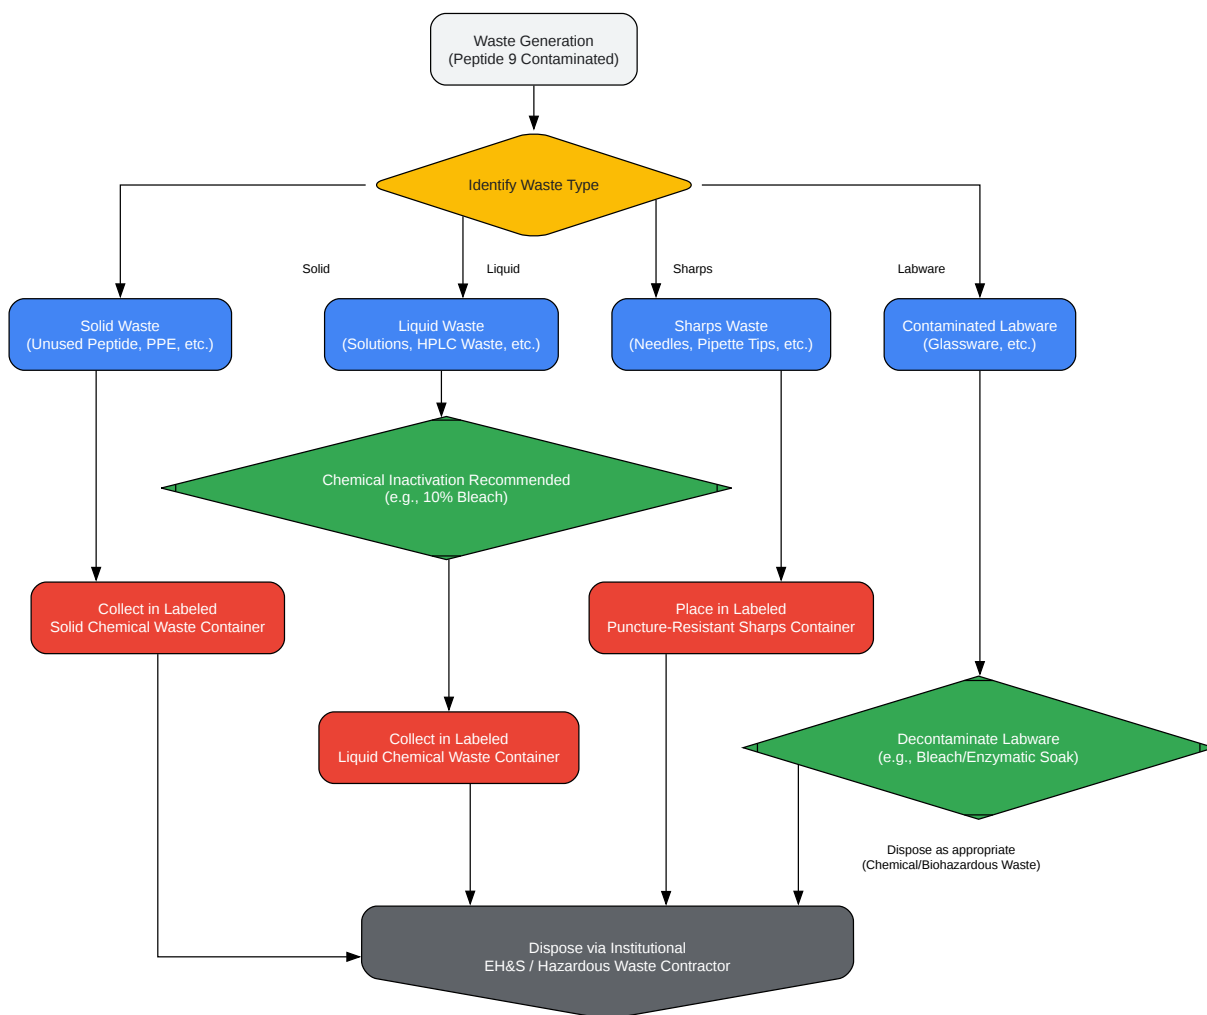 Waste Generation
(Peptide 9 Contaminated)
Identify Waste Type
Solid
Liquid
Sharps
Labware
Solid Waste
(Unused Peptide, PPE, etc.)
Liquid Waste
(Solutions, HPLC Waste, etc.)
Sharps Waste
(Needles, Pipette Tips, etc.)
Contaminated Labware
(Glassware, etc.)
Chemical Inactivation Recommended
(e.g., 10% Bleach)
Collect in Labeled
Solid Chemical Waste Container
Place in Labeled
Puncture-Resistant Sharps Container
Collect in Labeled
Liquid Chemical Waste Container
Decontaminate Labware
(e.g., Bleach/Enzymatic Soak)
Dispose as appropriate
(Chemical/Biohazardous Waste)
Dispose via Institutional
EH&S / Hazardous Waste Contractor